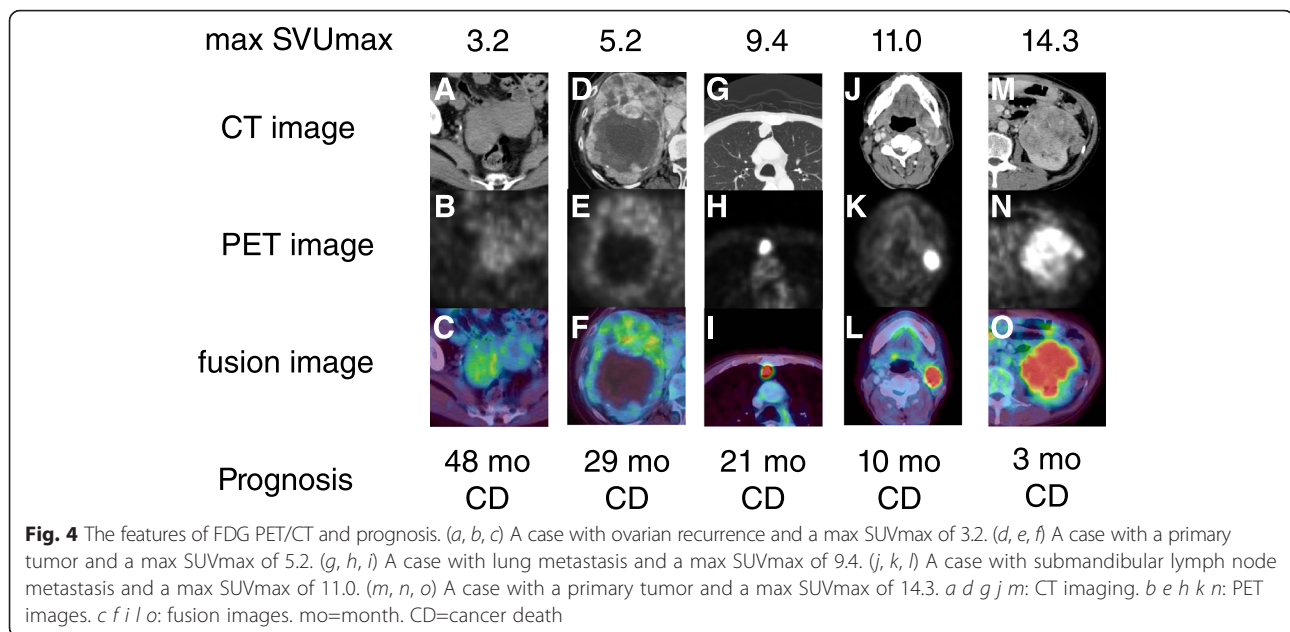 max SVUmax 3.2 5.2 9.4 11.0 14.3
CT image A D G J M
PET image B E H K N
fusion image C F I L O
Prognosis 48 mo 29 mo 21 mo 10 mo 3 mo
CD CD CD CD CD
Fig. 4 The features of FDG PET/CT and prognosis. (a, b, c) A case with ovarian recurrence and a max SUVmax of 3.2. (d, e, f) A case with a primary
tumor and a max SUVmax of 5.2. (g, h, i) A case with lung metastasis and a max SUVmax of 9.4. (j, k, l) A case with submandibular lymph node
metastasis and a max SUVmax of 11.0. (m, n, o) A case with a primary tumor and a max SUVmax of 14.3. a d g j m: CT imaging. b e h k n: PET
images. c f i l o: fusion images. mo=month. CD=cancer death